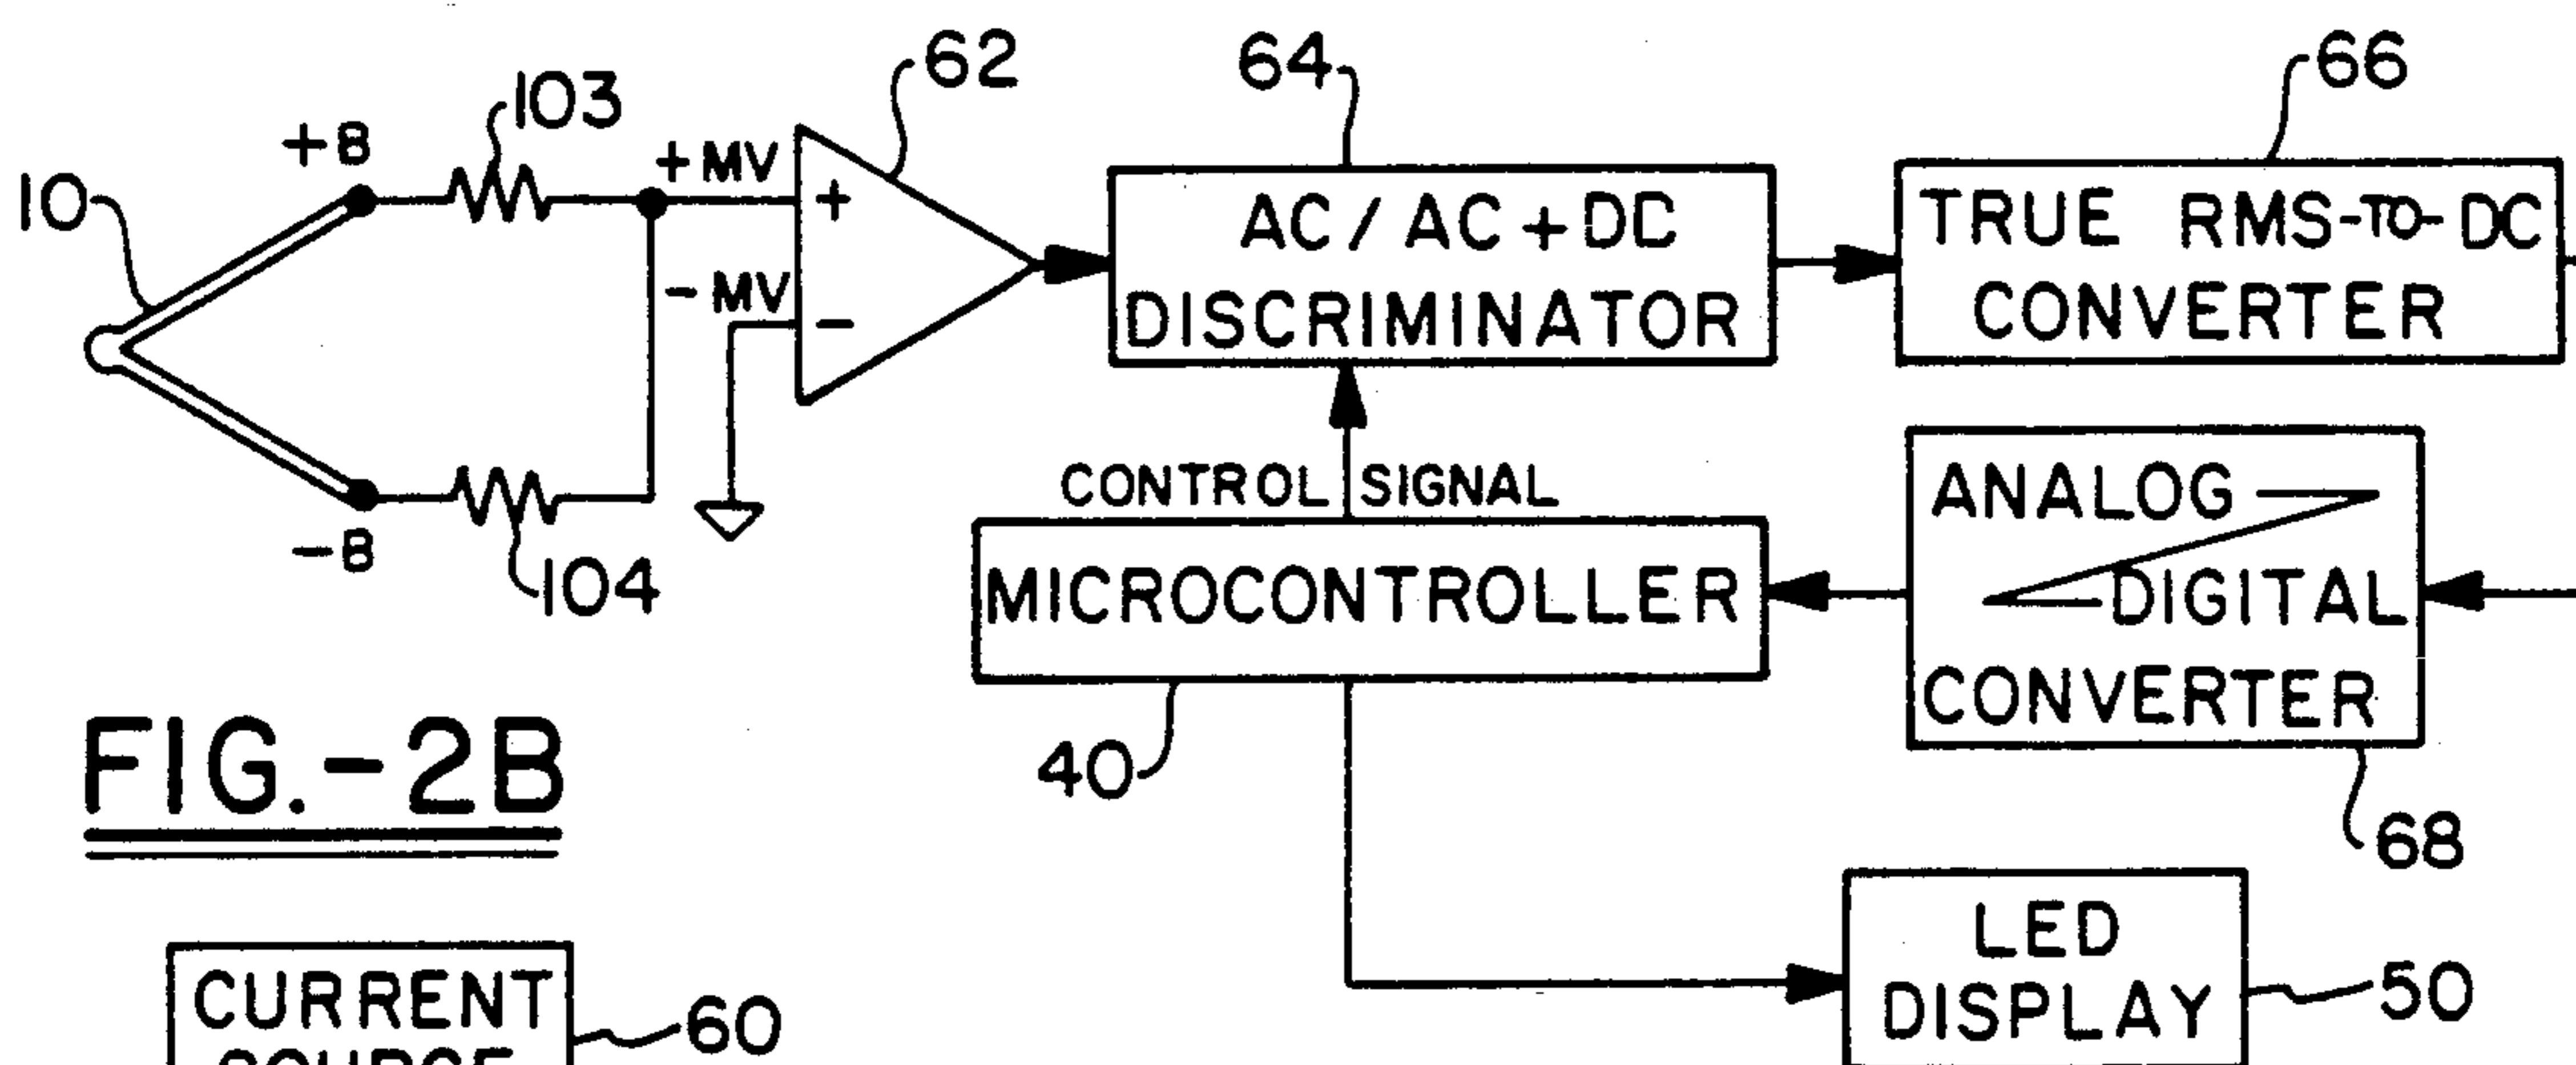 62
64
66
103
+B
+MV
10
+
AC/AC+DC
DISCRIMINATOR
TRUE RMS-TO-DC
CONVERTER
-MV
-
CONTROL SIGNAL
ANALOG
DIGITAL
CONVERTER
-B
104
MICROCONTROLLER
40
68
FIG.-2B
LED
DISPLAY
50
CURRENT
SOURCE
60